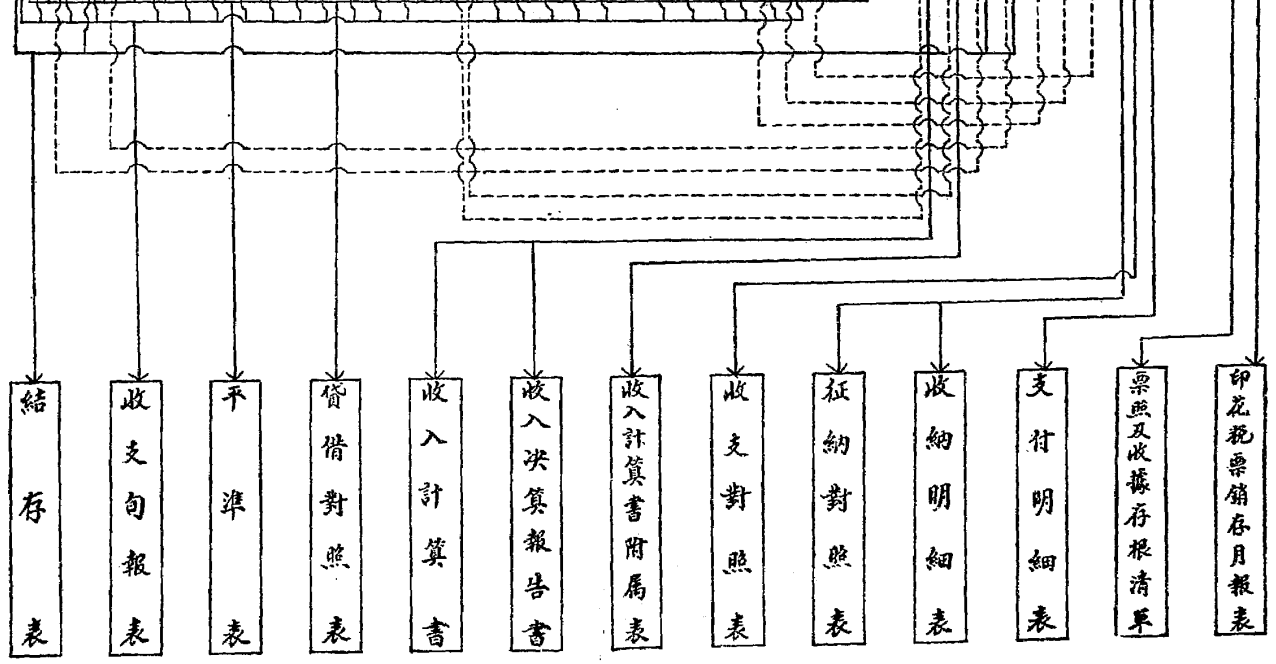 結存表
收支旬報表
平準表
貸借對照表
收入計算書
收入决算報告書
收入計算書附属表
收支對照表
征納對照表
收納明細表
支付明細表
票照及收據存根清單
印花稅票銷存月報表